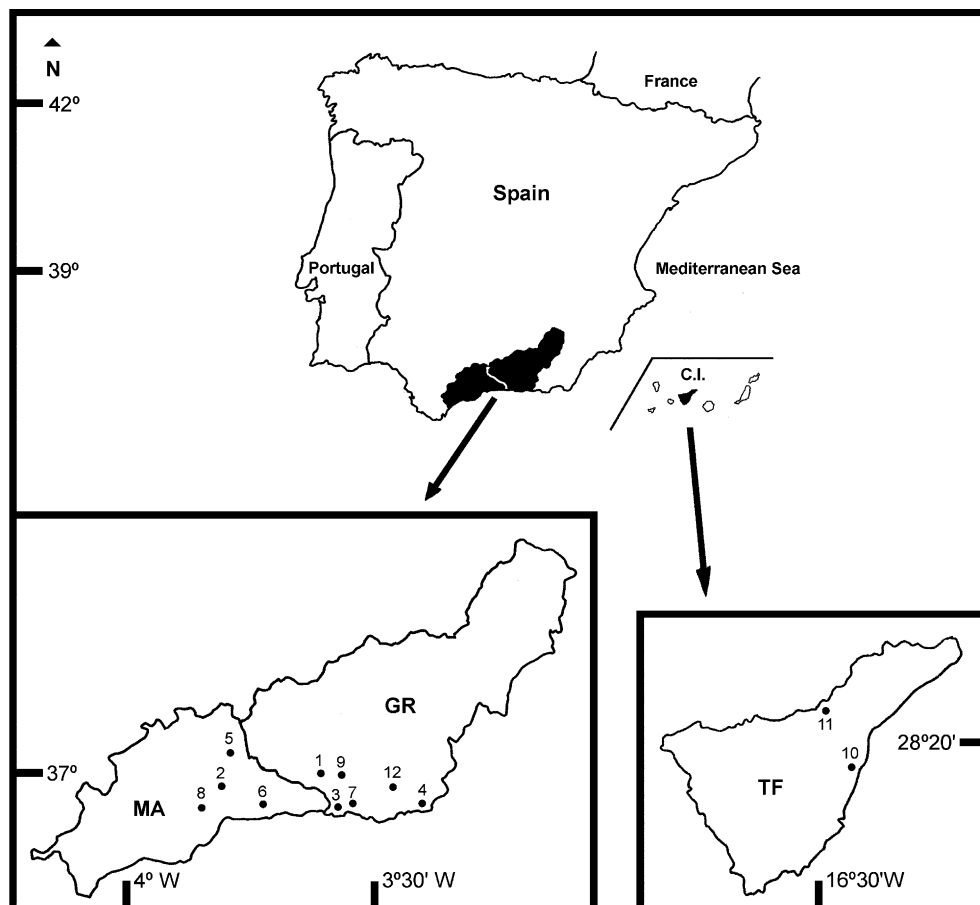 N
42º
France
Spain
39º
Portugal
Mediterranean Sea
C.I.
GR
5
1
9
37º
2
12
8
MA
6
3
7
4
4º W
3º30' W
11
28º20'
10
TF
16º30' W